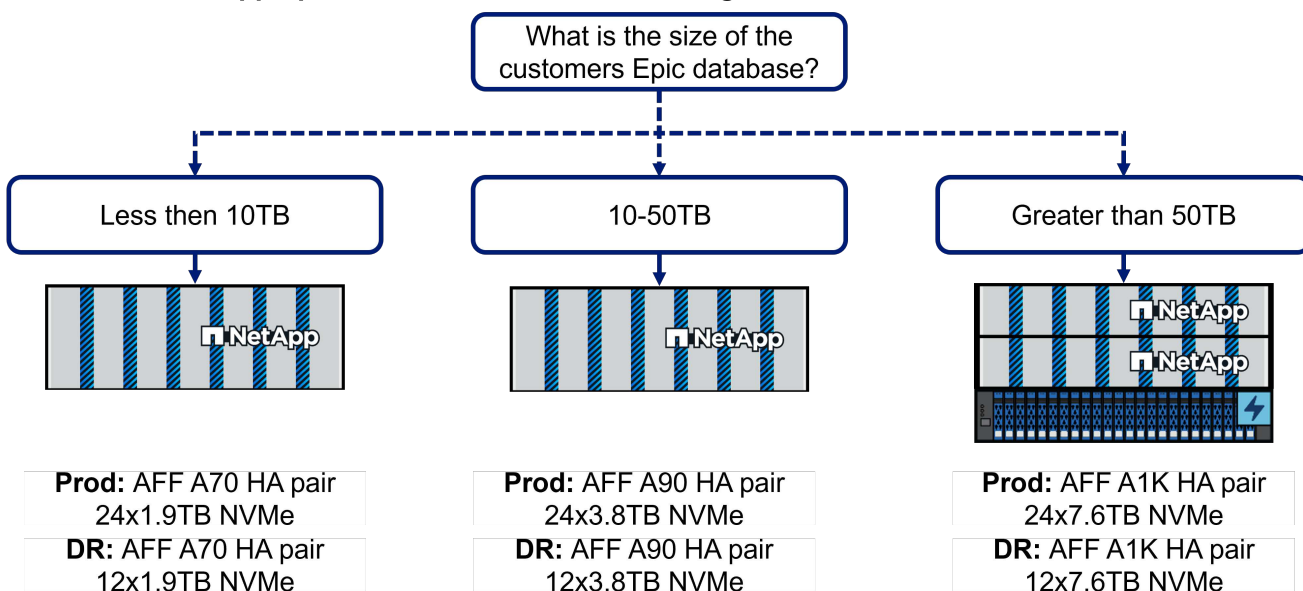 What is the size of the
customers Epic database?
Less then 10TB
10-50TB
Greater than 50TB
NetApp
NetApp
NetApp
NetApp
Prod: AFF A70 HA pair
24x1.9TB NVMe
DR: AFF A70 HA pair
12x1.9TB NVMe
Prod: AFF A90 HA pair
24x3.8TB NVMe
DR: AFF A90 HA pair
12x3.8TB NVMe
Prod: AFF A1K HA pair
24x7.6TB NVMe
DR: AFF A1K HA pair
12x7.6TB NVMe